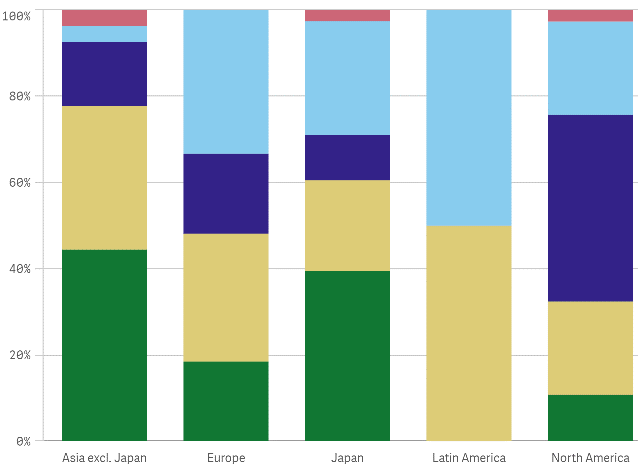 100%
80%
60%
40%
20%
0%
Asia excl. Japan
Europe
Japan
Latin America
North America